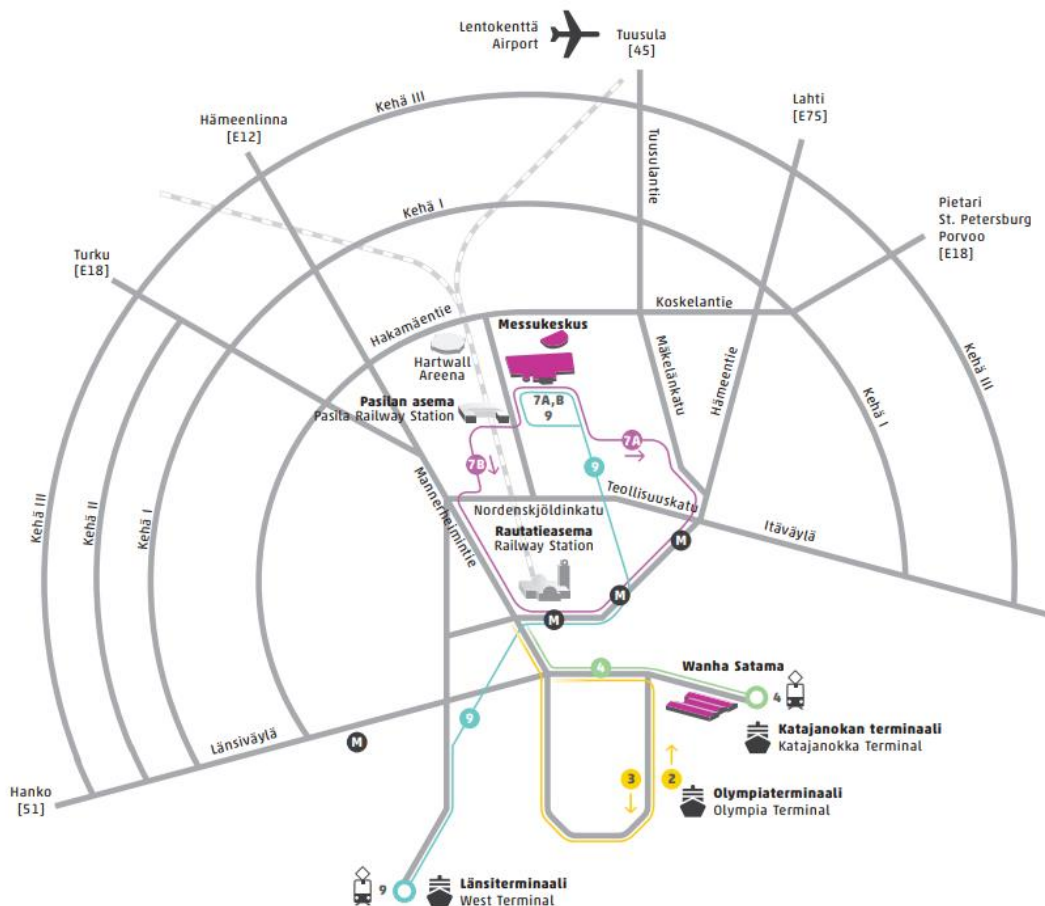 Lentokenttä
Airport
Tuusula
[45]
Kehä III
Hämeenlinna
[E12]
Lahti
[E75]
Tuusulantie
Kehä I
Pietari
St. Petersburg
Porvoo
[E18]
Turku
[E18]
Koskelantie
Hakamäentie
Messukeskus
Hartwall
Areena
Mäkelänkatu
Hämeentie
Kehä III
Pasilan asema
Pasila Railway Station
7A,B
9
Kehä I
7A
7B
9
Mannerheimintie
Teollisuuskatu
Nordenskjöldinkatu
Itäväylä
Kehä III
Kehä II
Kehä I
Rautatieasema
Railway Station
M
M
M
4
Wanha Satama
4
9
Katajanokan terminaali
Katajanokka Terminal
Länsiväylä
M
3
2
Olympiaterminaali
Olympia Terminal
Hanko
[51]
9
Länsiterminaali
West Terminal